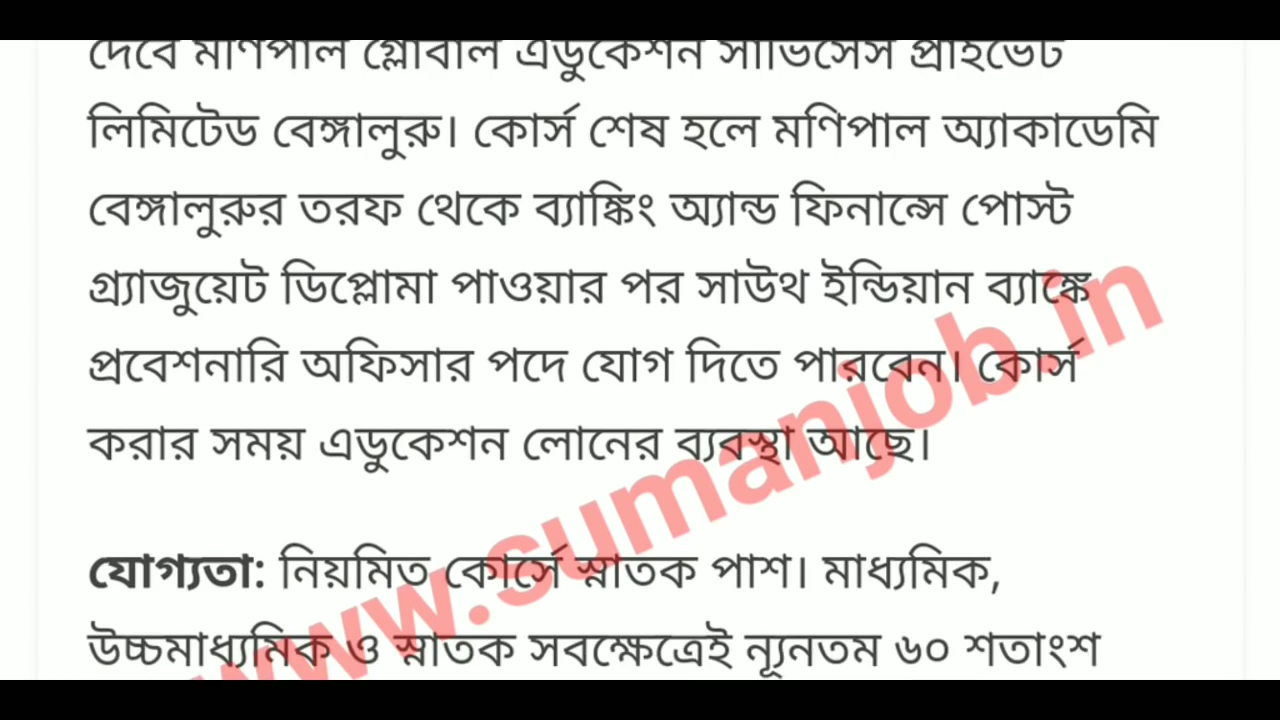 দেবে মণিপাল গ্লোবাল এডুকেশন সার্ভিসেস প্রাইভেট
লিমিটেড বেঙ্গালুরু। কোর্স শেষ হলে মণিপাল অ্যাকাডেমি
বেঙ্গালুরুর তরফ থেকে ব্যাঙ্কিং অ্যান্ড ফিনান্সে পোস্ট
গ্র্যাজুয়েট ডিপ্লোমা পাওয়ার পর সাউথ ইন্ডিয়ান ব্যাঙ্কে
প্রবেশনারি অফিসার পদে যোগ দিতে পারবেন। কোর্স
করার সময় এডুকেশন লোনের ব্যবস্থা আছে।
যোগ্যতা: নিয়মিত কোর্সে স্নাতক পাশ। মাধ্যমিক,
উচ্চমাধ্যমিক ও স্নাতক সবক্ষেত্রেই ন্যূনতম ৬০ শতাংশ
www.sumanjob.in